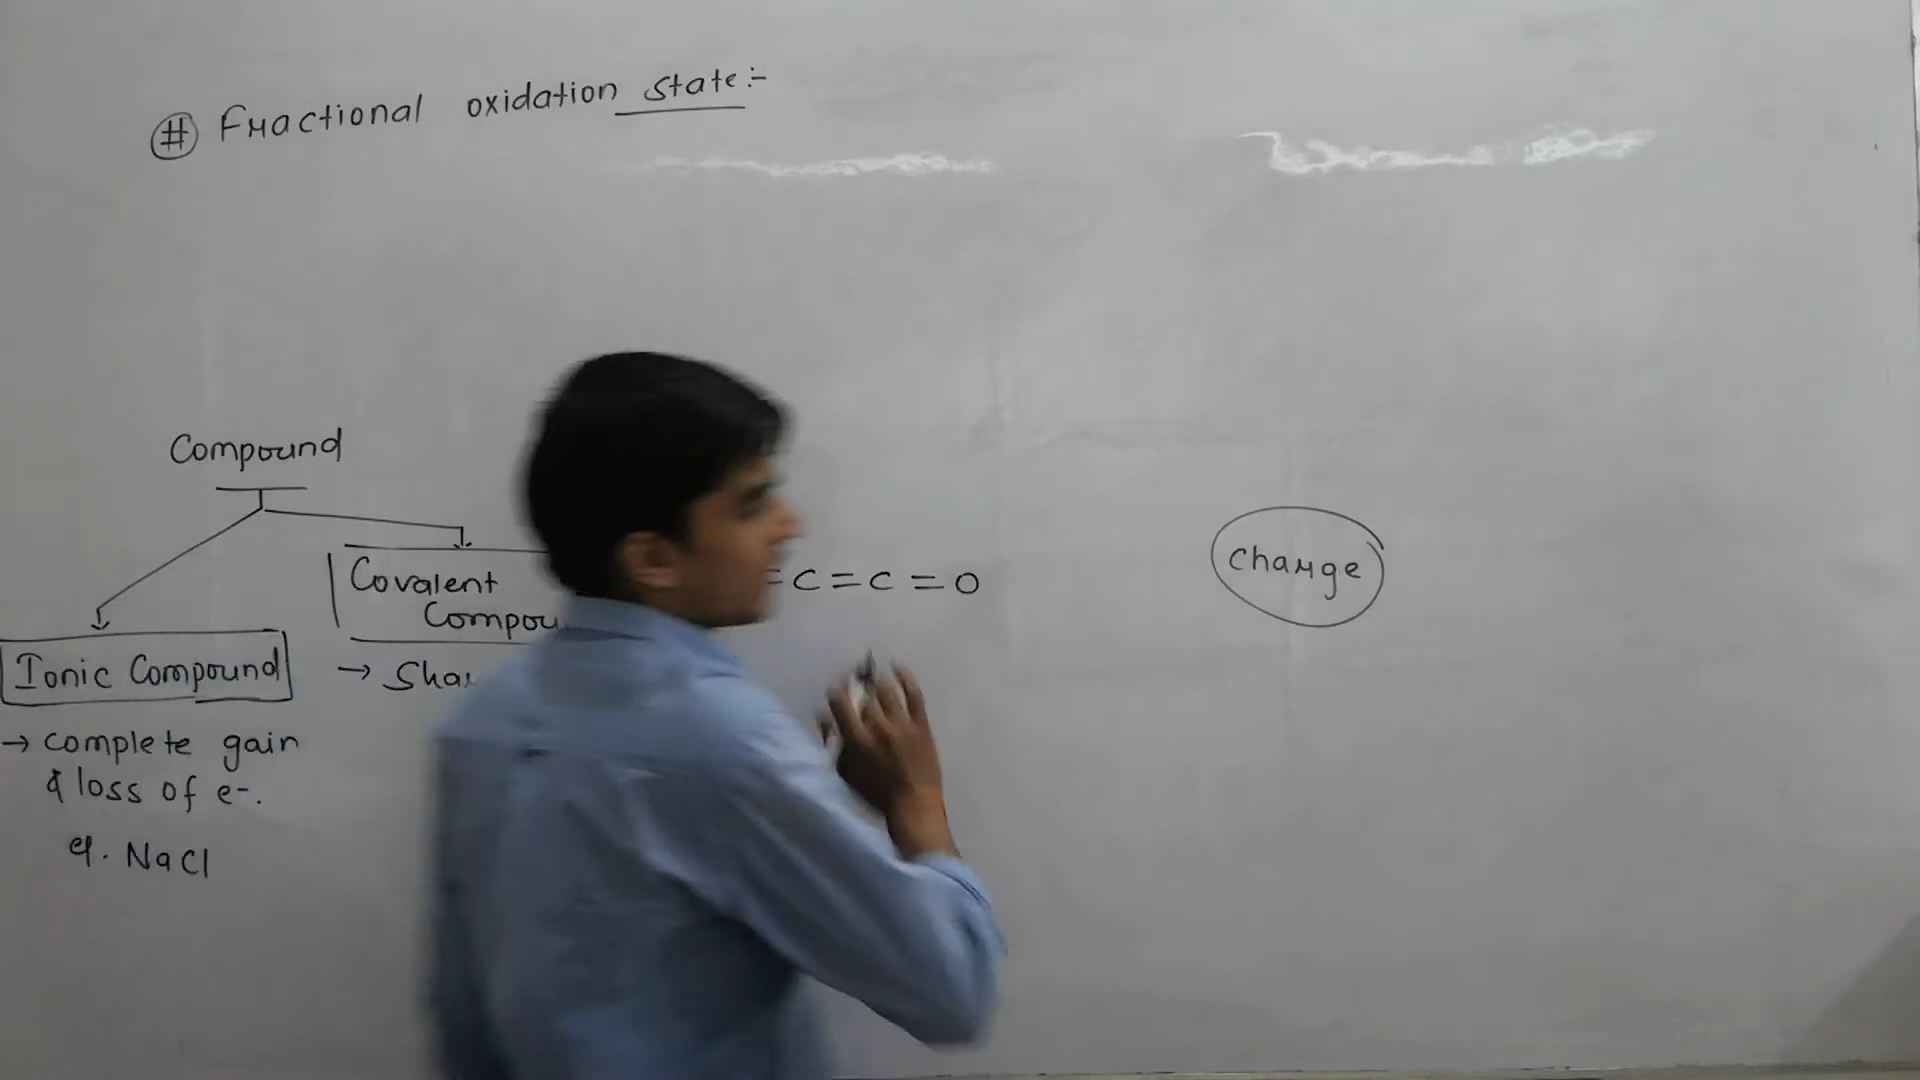 # Fractional oxidation state:-
Compound
Covalent
Compou
Ionic Compound
→ Sha
→ complete gain
& loss of e-.
eg. NaCl
=C=C=O
Charge